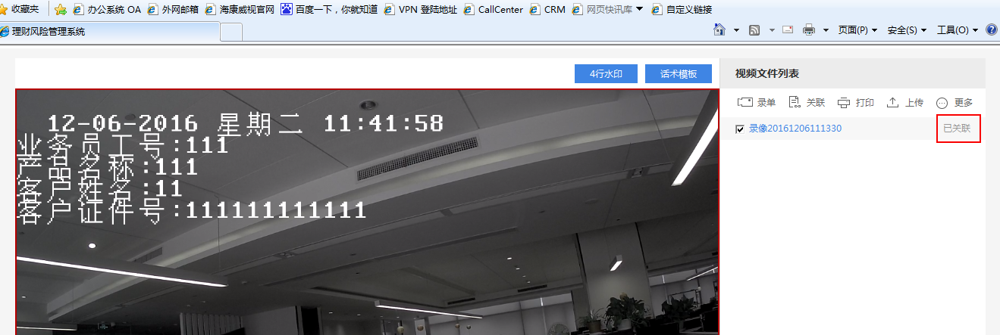 收藏夹 办公系统 OA 外网邮箱 海康威视官网 百度一下，你就知道 VPN 登陆地址 CallCenter CRM 网页快讯库 自定义链接
理财风险管理系统 页面(P) 安全(S) 工具(O)
4行水印 话术模板
视频文件列表
录单 关联 打印 上传 更多
录像20161206111330 已关联
12-06-2016 星期二 11:41:58
业务员工号:111
产品名称:111
客户姓名:11
客户证件号:111111111111